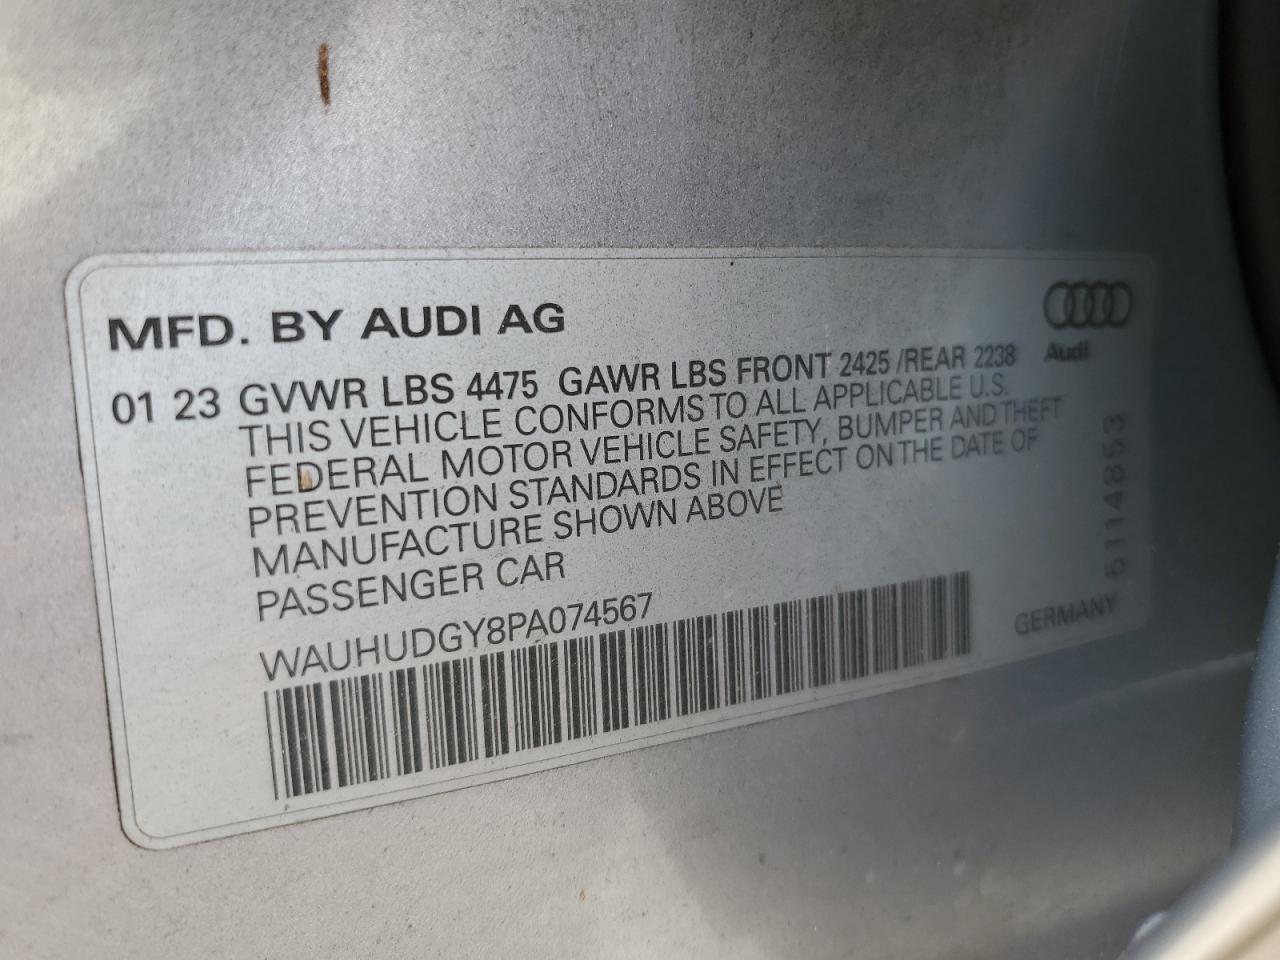 MFD. BY AUDI AG
Audi
01 23 GVWR LBS 4475 GAWR LBS FRONT 2425 /REAR 2238
THIS VEHICLE CONFORMS TO ALL APPLICABLE U.S.
FEDERAL MOTOR VEHICLE SAFETY, BUMPER AND THEFT
PREVENTION STANDARDS IN EFFECT ON THE DATE OF
MANUFACTURE SHOWN ABOVE
PASSENGER CAR
WAUHUDGY8PA074567
GERMANY
5114853